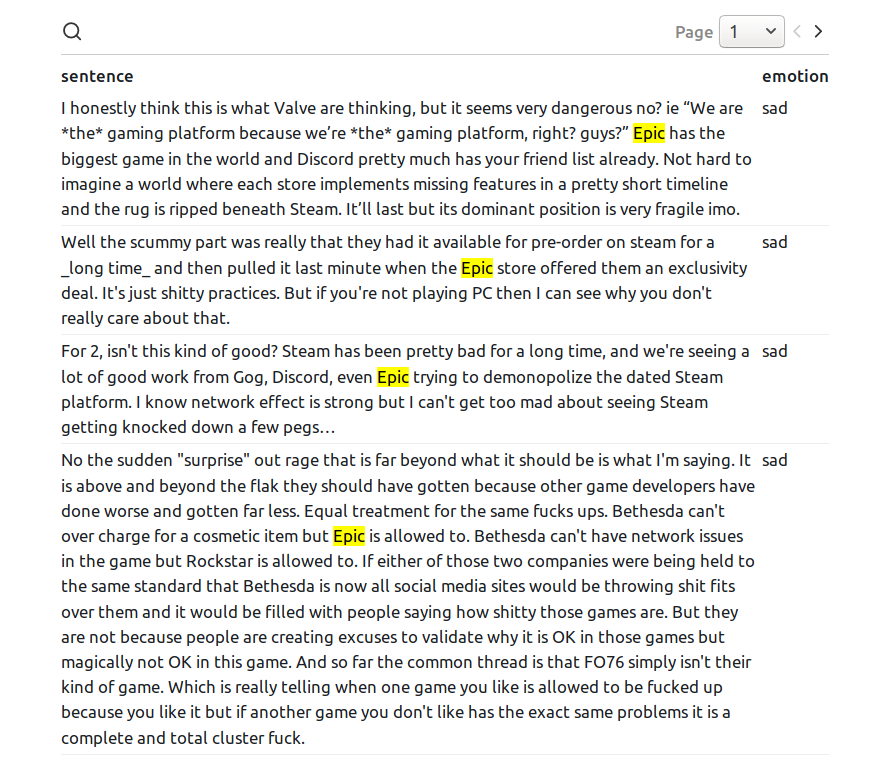 Page 1
sentence emotion
I honestly think this is what Valve are thinking, but it seems very dangerous no? ie “We are sad
*the* gaming platform because we’re *the* gaming platform, right? guys?” Epic has the
biggest game in the world and Discord pretty much has your friend list already. Not hard to
imagine a world where each store implements missing features in a pretty short timeline
and the rug is ripped beneath Steam. It’ll last but its dominant position is very fragile imo.
Well the scummy part was really that they had it available for pre-order on steam for a sad
_long time_ and then pulled it last minute when the Epic store offered them an exclusivity
deal. It's just shitty practices. But if you're not playing PC then I can see why you don't
really care about that.
For 2, isn't this kind of good? Steam has been pretty bad for a long time, and we're seeing a sad
lot of good work from Gog, Discord, even Epic trying to demonopolize the dated Steam
platform. I know network effect is strong but I can't get too mad about seeing Steam
getting knocked down a few pegs…
No the sudden "surprise" out rage that is far beyond what it should be is what I'm saying. It sad
is above and beyond the flak they should have gotten because other game developers have
done worse and gotten far less. Equal treatment for the same fucks ups. Bethesda can't
over charge for a cosmetic item but Epic is allowed to. Bethesda can't have network issues
in the game but Rockstar is allowed to. If either of those two companies were being held to
the same standard that Bethesda is now all social media sites would be throwing shit fits
over them and it would be filled with people saying how shitty those games are. But they
are not because people are creating excuses to validate why it is OK in those games but
magically not OK in this game. And so far the common thread is that FO76 simply isn't their
kind of game. Which is really telling when one game you like is allowed to be fucked up
because you like it but if another game you don't like has the exact same problems it is a
complete and total cluster fuck.